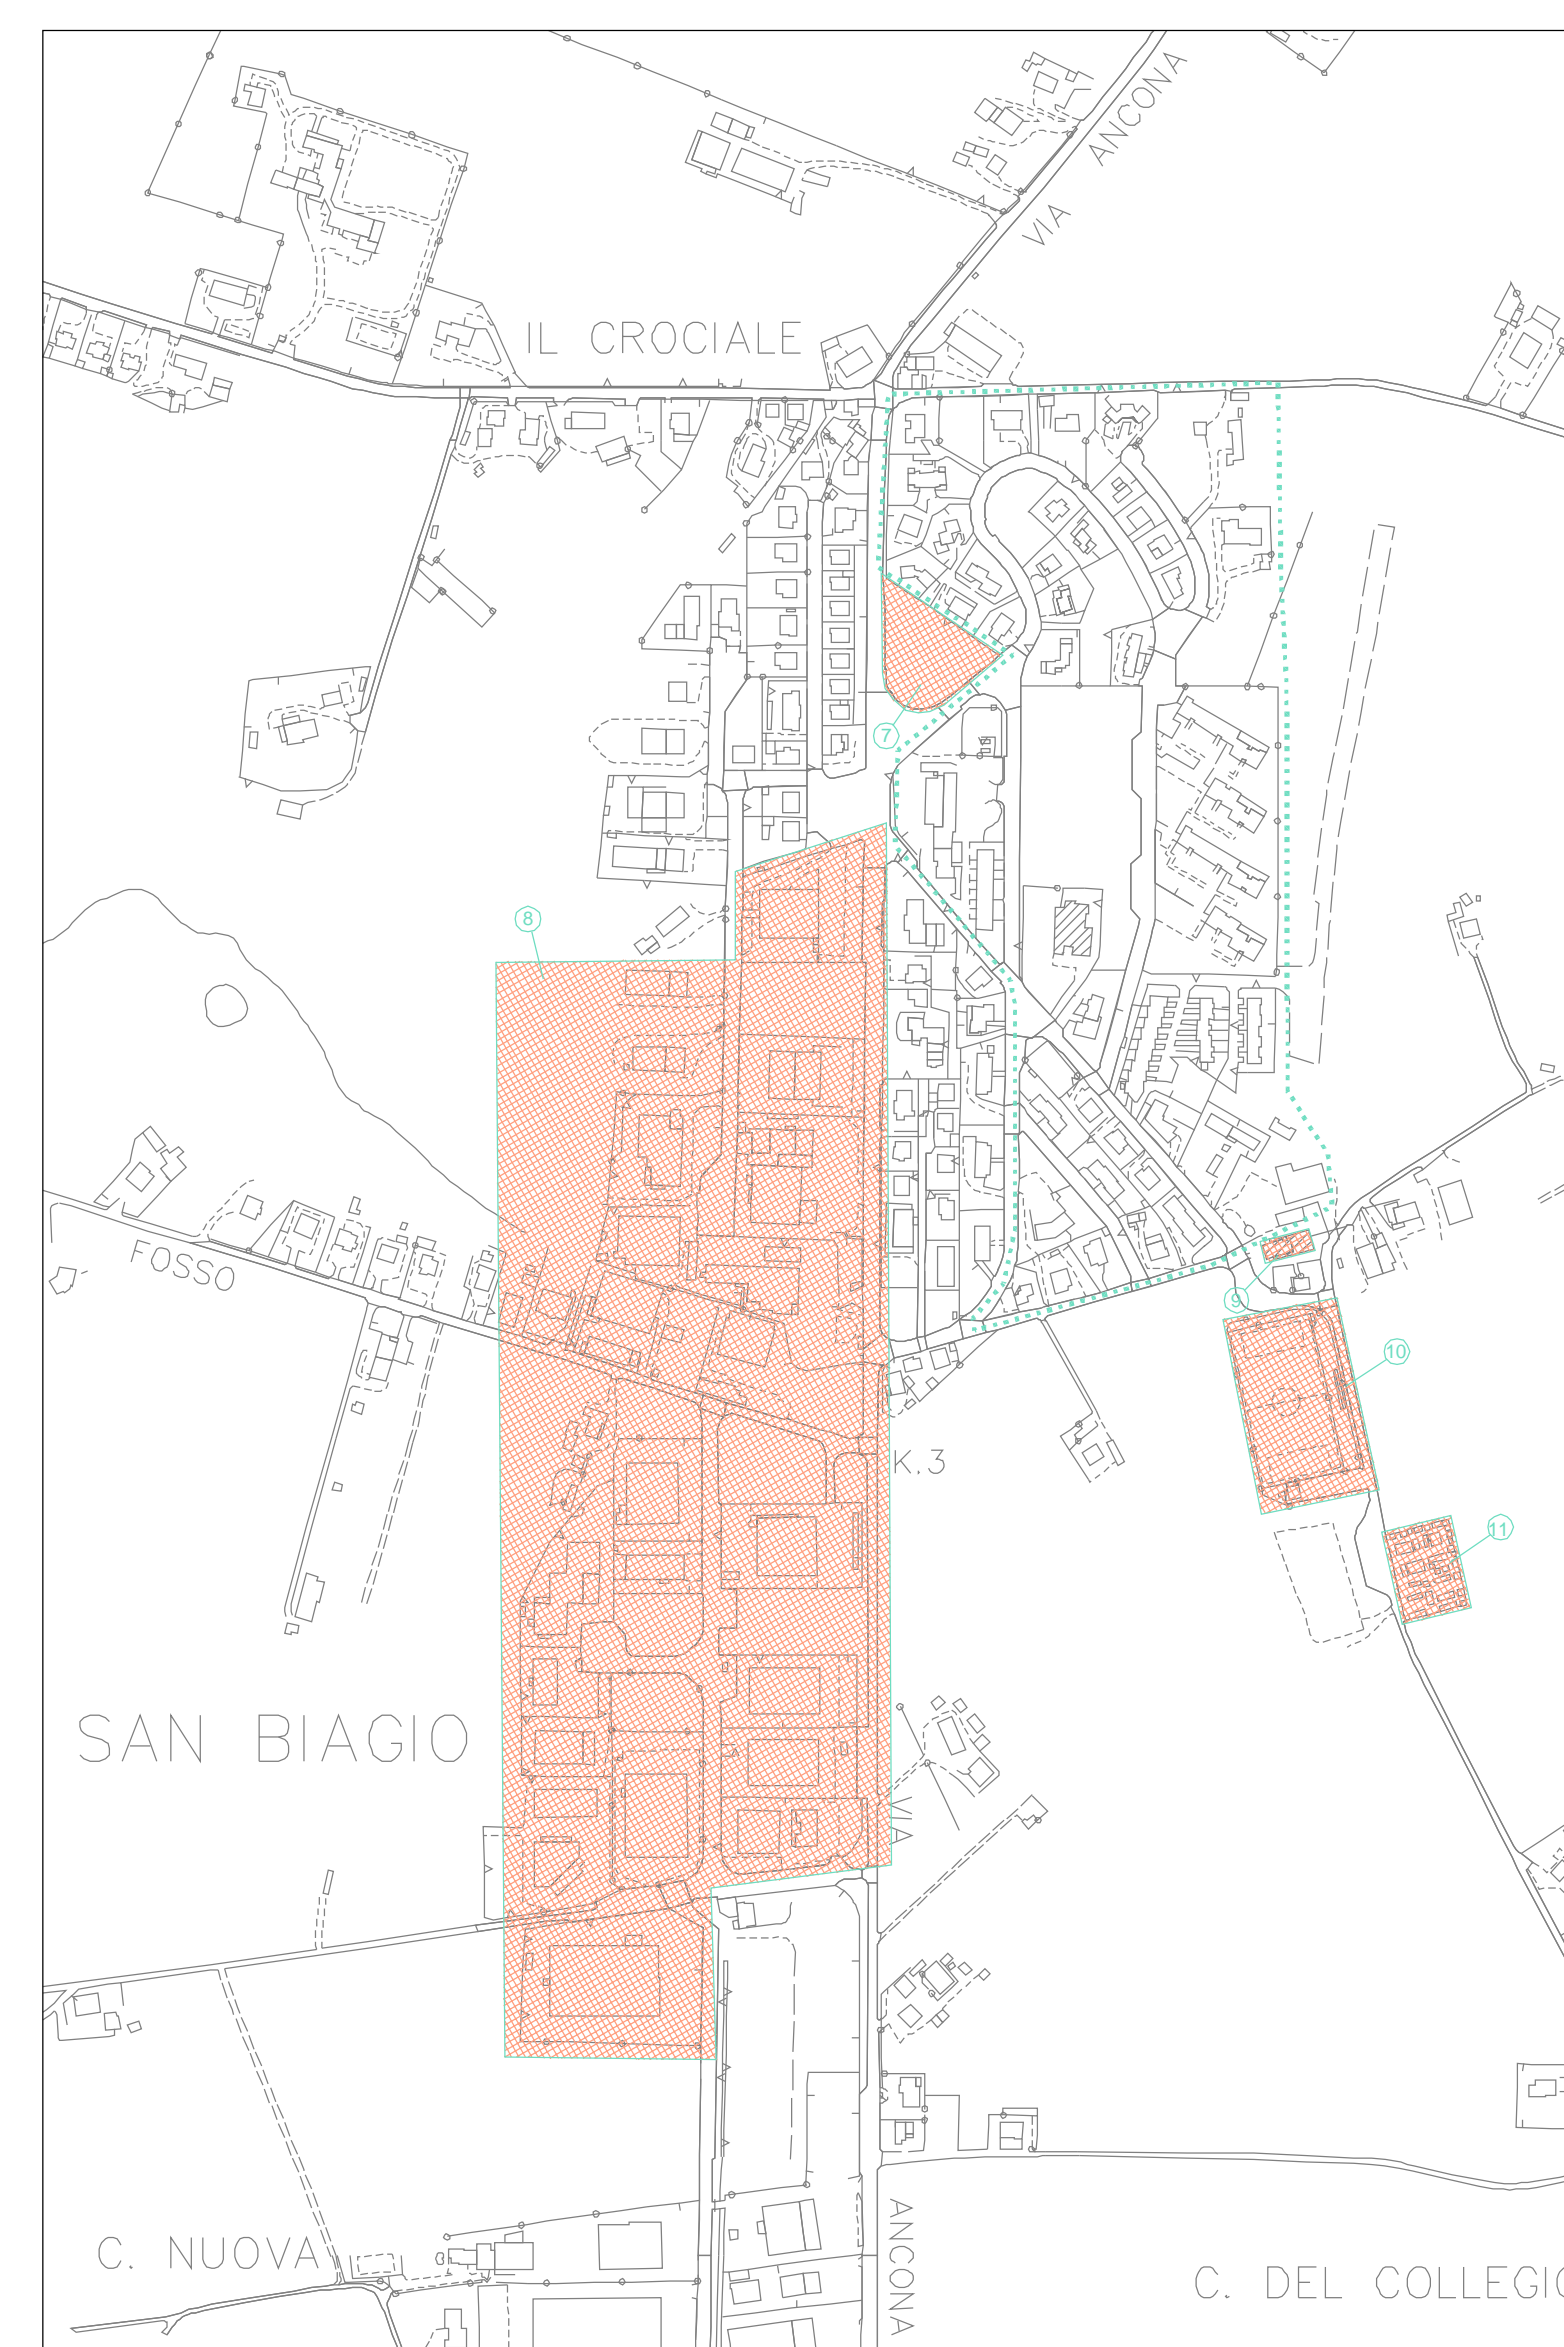 VIA ANCONA
IL CROCIALE
7
8
FOSSO
9
10
K.3
11
SAN BIAGIO
VIA
C. NUOVA
ANCONA
C. DEL COLLEGIO